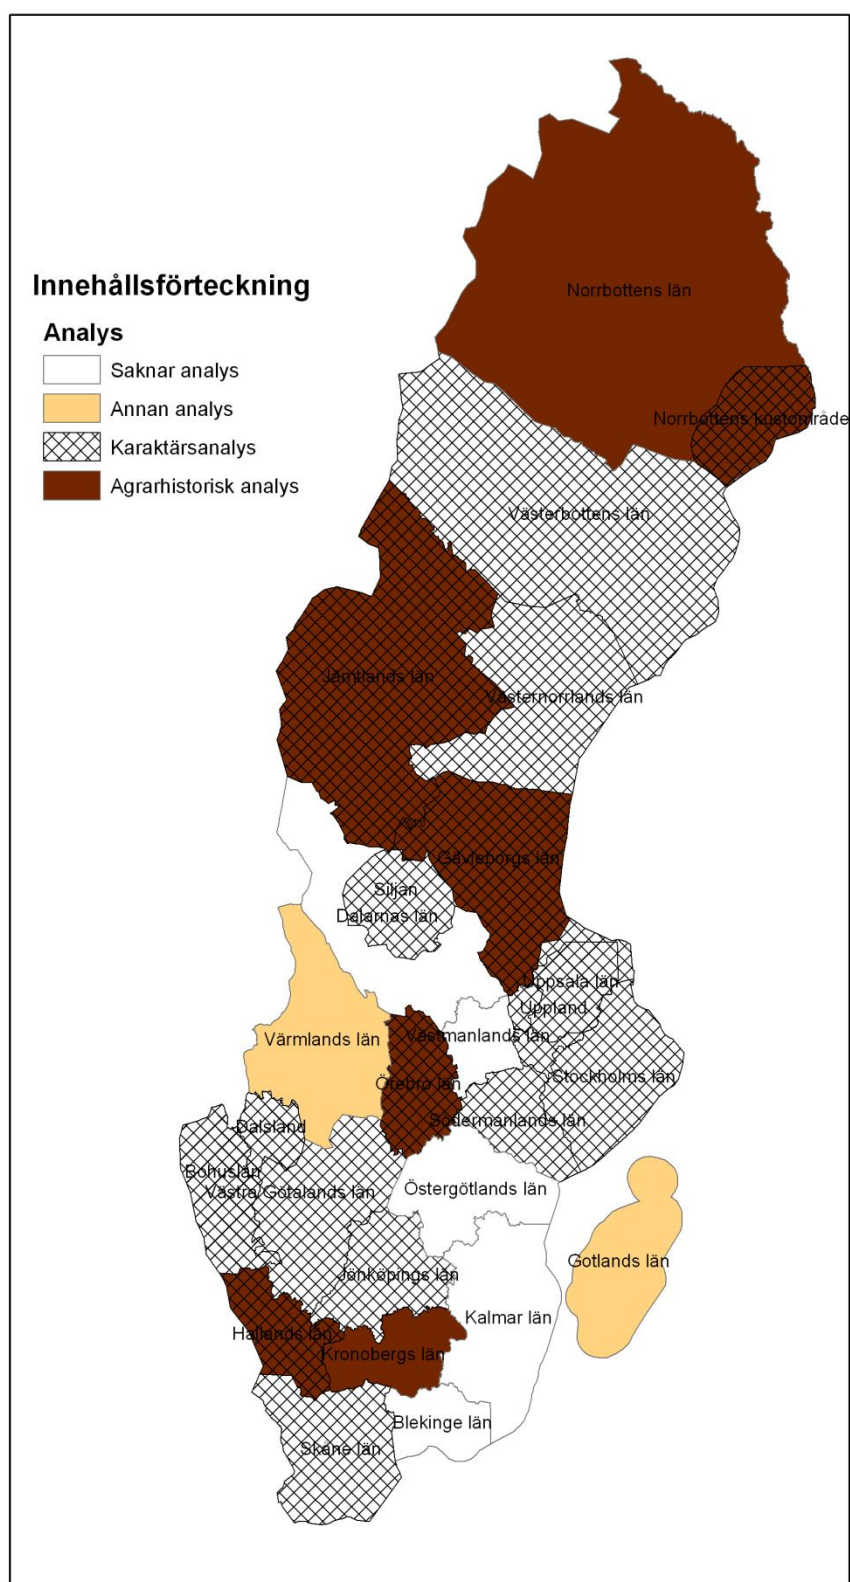 Innehållsförteckning
Analys
Saknar analys
Annan analys
Karaktärsanalys
Agrarhistorisk analys
Norrbottens län
Norrbottens kustområde
Västerbottens län
Jämtlands län
Västernorrlands län
Gävleborgs län
Siljan
Dalarnas län
Uppsala län
Uppland
Värmlands län
Västmanlands län
Stockholms län
Örebro län
Södermanlands län
Dalsland
Bohuslän
Västra Götalands län
Östergötlands län
Gotlands län
Jönköpings län
Kalmar län
Hallands län
Kronobergs län
Blekinge län
Skåne län